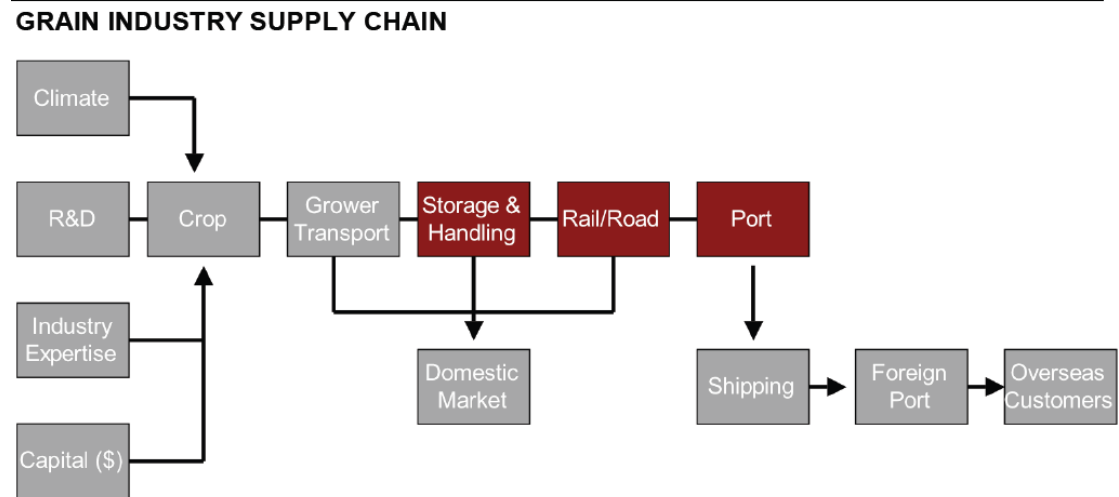 GRAIN INDUSTRY SUPPLY CHAIN
Climate
R&D
Crop
Grower
Transport
Storage &
Handling
Rail/Road
Port
Industry
Expertise
Domestic
Market
Shipping
Foreign
Port
Overseas
Customers
Capital ($)